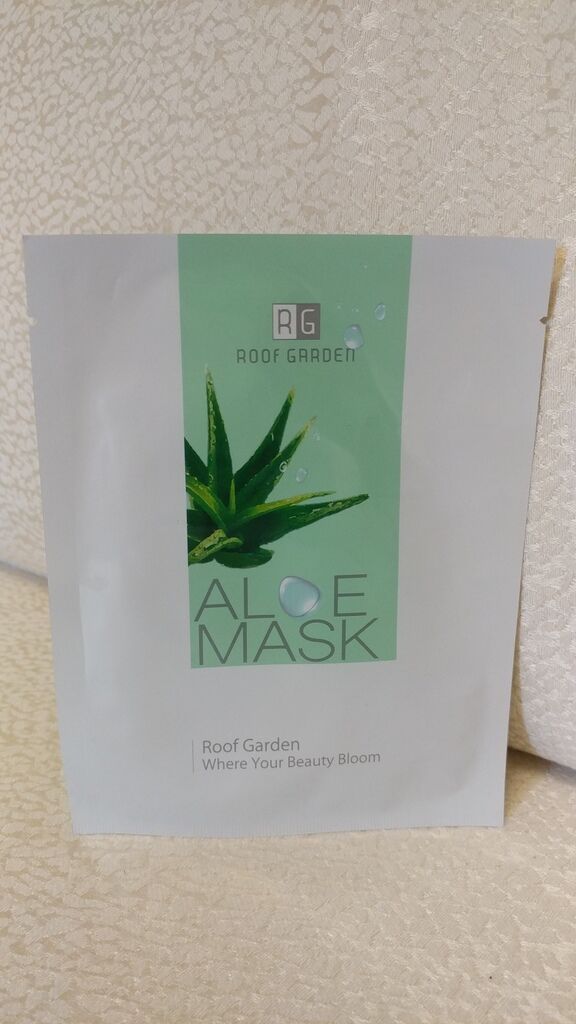 RG
ROOF GARDEN
ALOE
MASK
Roof Garden
Where Your Beauty Bloom